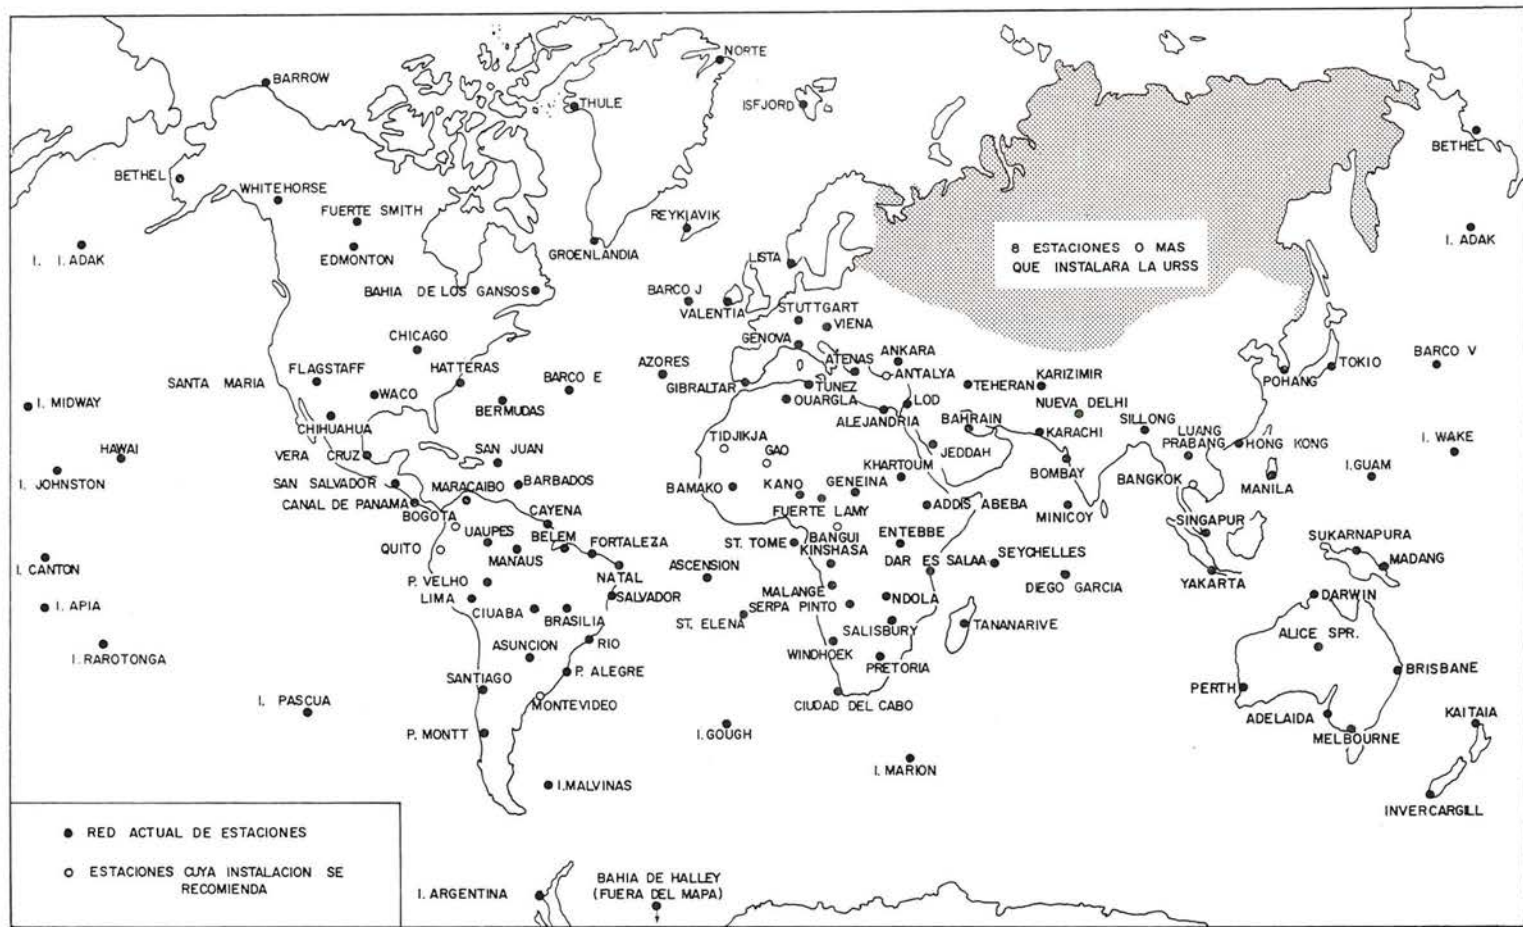 NORTE
BARROW
THULE
ISFJORD
BETHEL
BETHEL
WHITEHORSE
FUERTE SMITH
REYKIAVIK
I. I. ADAK
EDMONTON
GROENLANDIA
LISTA
8 ESTACIONES O MAS
QUE INSTALARA LA URSS
I. ADAK
BAHIA DE LOS GANSOS
BARCO J
VALENTIA
STUTTGART
VIENA
CHICAGO
GENOVA
ATENAS
ANKARA
ANTALYA
TOKIO
BARCO V
SANTA MARIA
FLAGSTAFF
HATTERAS
WACO
BARCO E
AZORES
GIBRALTAR
TUNEZ
TEHERAN
KARIZIMIR
POHANG
I. MIDWAY
BERMUDAS
OUARGLA
LOD
NUEVA DELHI
CHIHUAHUA
ALEJANDRIA
BAHRAIN
KARACHI
SILLONG
LUANG
PRABANG
HONG KONG
HAWAI
VERA CRUZ
SAN JUAN
TIDJIKJA
GAO
JEDDAH
I. WAKE
I. JOHNSTON
SAN SALVADOR
MARACAIBO
BARBADOS
BAMAKO
KANO
GENEINA
KHARTOUM
BOMBAY
BANGKOK
MANILA
I.GUAM
CANAL DE PANAMA
BOGOTA
CAYENA
FUERTE LAMY
ADDIS ABEBA
MINICOY
UAUPES
BELEM
FORTALEZA
ST. TOME
BANGUI
KINSHASA
ENTEBBE
SINGAPUR
SUKARNAPURA
QUITO
MANAUS
NATAL
ASCENSION
DAR ES SALAA
SEYCHELLES
YAKARTA
MADANG
I. CANTON
P. VELHO
LIMA
SALVADOR
MALANGE
SERPA PINTO
NDOLA
DIEGO GARCIA
DARWIN
I. APIA
CIUABA
BRASILIA
ST. ELENA
SALISBURY
TANANARIVE
I. RAROTONGA
ASUNCION
RIO
WINDHOEK
PRETORIA
ALICE SPR.
SANTIAGO
P. ALEGRE
PERTH
BRISBANE
I. PASCUA
MONTEVIDEO
CIUDAD DEL CABO
ADELAIDA
KAITAIA
P. MONTT
I.GOUGH
MELBOURNE
I. MARION
I.MALVINAS
INVERCARGILL
RED ACTUAL DE ESTACIONES
ESTACIONES CUYA INSTALACION SE
RECOMIENDA
I. ARGENTINA
BAHIA DE HALLEY
(FUERA DEL MAPA)